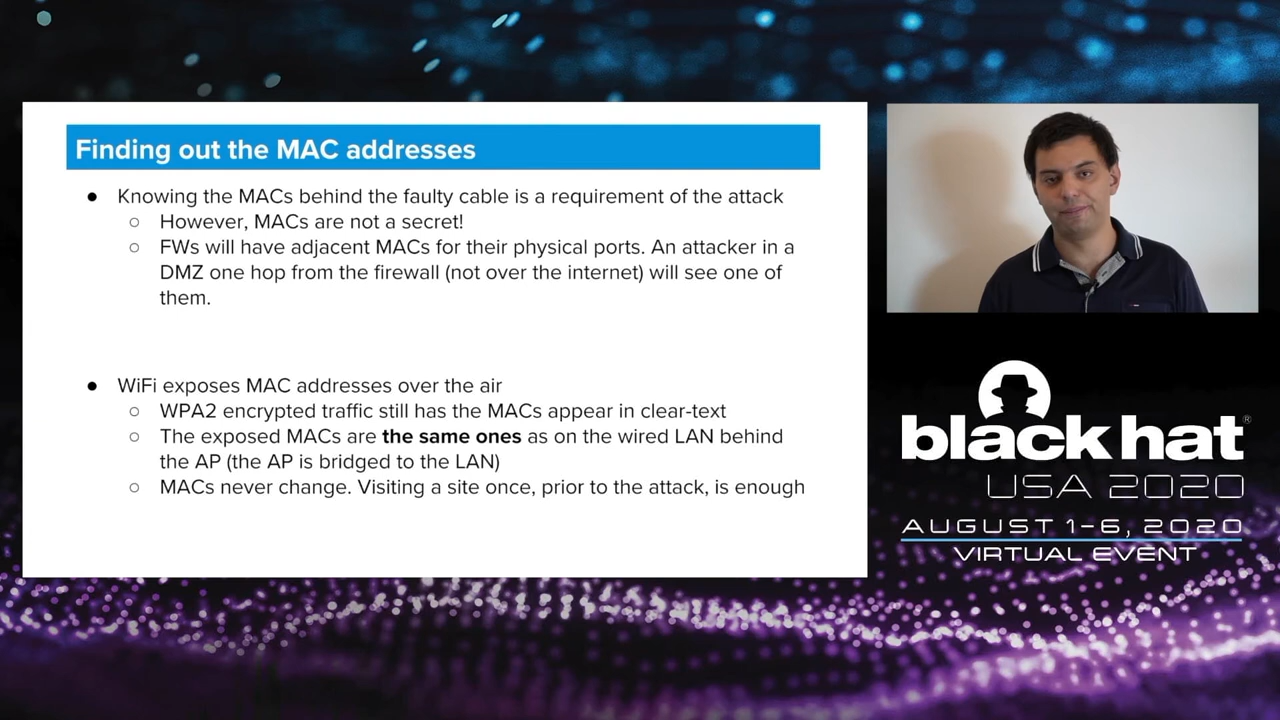 Finding out the MAC addresses
● Knowing the MACs behind the faulty cable is a requirement of the attack
○ However, MACs are not a secret!
○ FWs will have adjacent MACs for their physical ports. An attacker in a
DMZ one hop from the firewall (not over the internet) will see one of
them.
● WiFi exposes MAC addresses over the air
○ WPA2 encrypted traffic still has the MACs appear in clear-text
○ The exposed MACs are the same ones as on the wired LAN behind
the AP (the AP is bridged to the LAN)
○ MACs never change. Visiting a site once, prior to the attack, is enough
black hat®
USA 2020
AUGUST 1-6, 2020
VIRTUAL EVENT